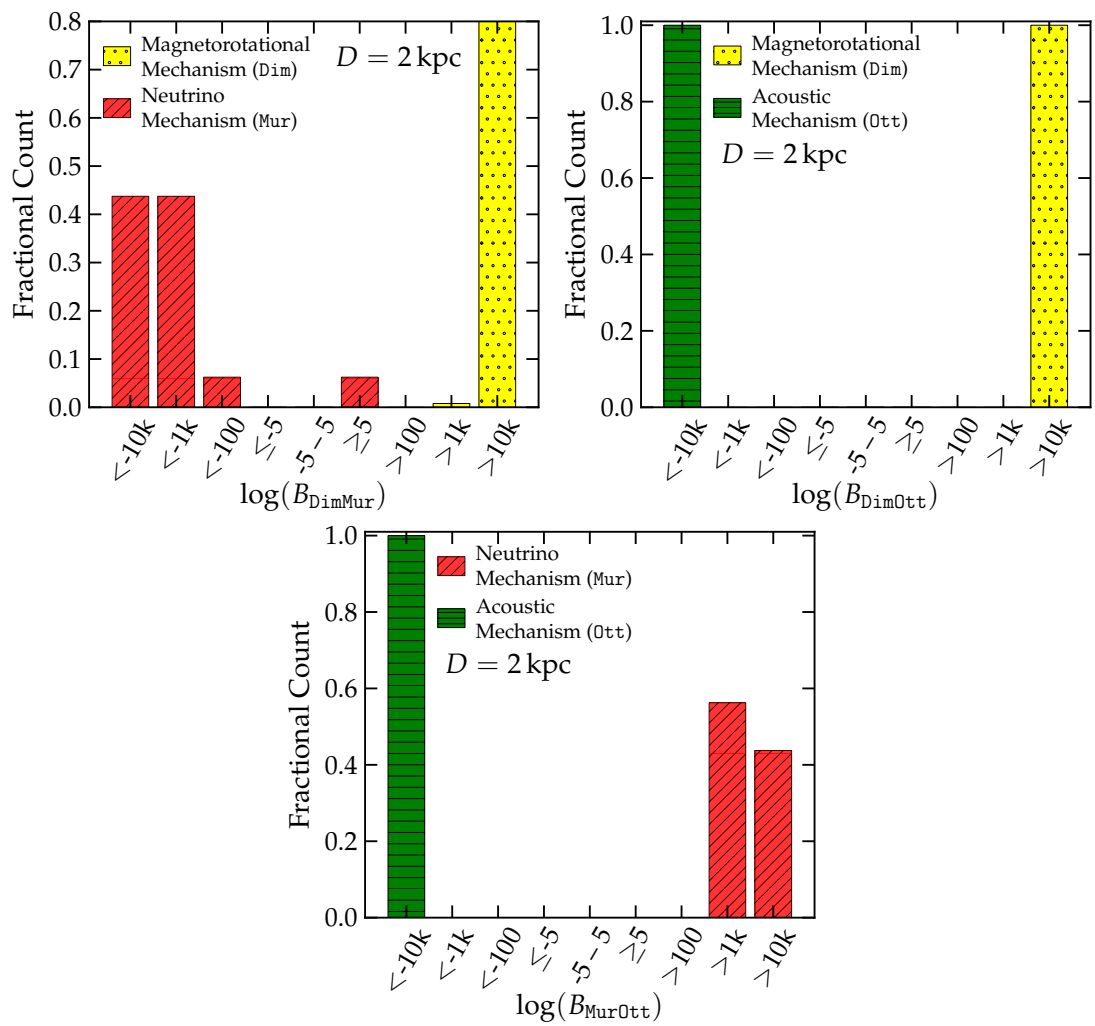 Magnetorotational
Mechanism (Dim)
Neutrino
Mechanism (Mur)
D = 2 kpc
Fractional Count
0.8
0.7
0.6
0.5
0.4
0.3
0.2
0.1
0.0
<-10k
<-1k
<-100
≤-5
-5 – 5
≥5
>100
>1k
>10k
log(B_DimMur)
Magnetorotational
Mechanism (Dim)
Acoustic
Mechanism (Ott)
D = 2 kpc
Fractional Count
1.0
0.8
0.6
0.4
0.2
0.0
<-10k
<-1k
<-100
≤-5
-5 – 5
≥5
>100
>1k
>10k
log(B_DimOtt)
Neutrino
Mechanism (Mur)
Acoustic
Mechanism (Ott)
D = 2 kpc
Fractional Count
1.0
0.8
0.6
0.4
0.2
0.0
<-10k
<-1k
<-100
≤-5
-5 – 5
≥5
>100
>1k
>10k
log(B_MurOtt)